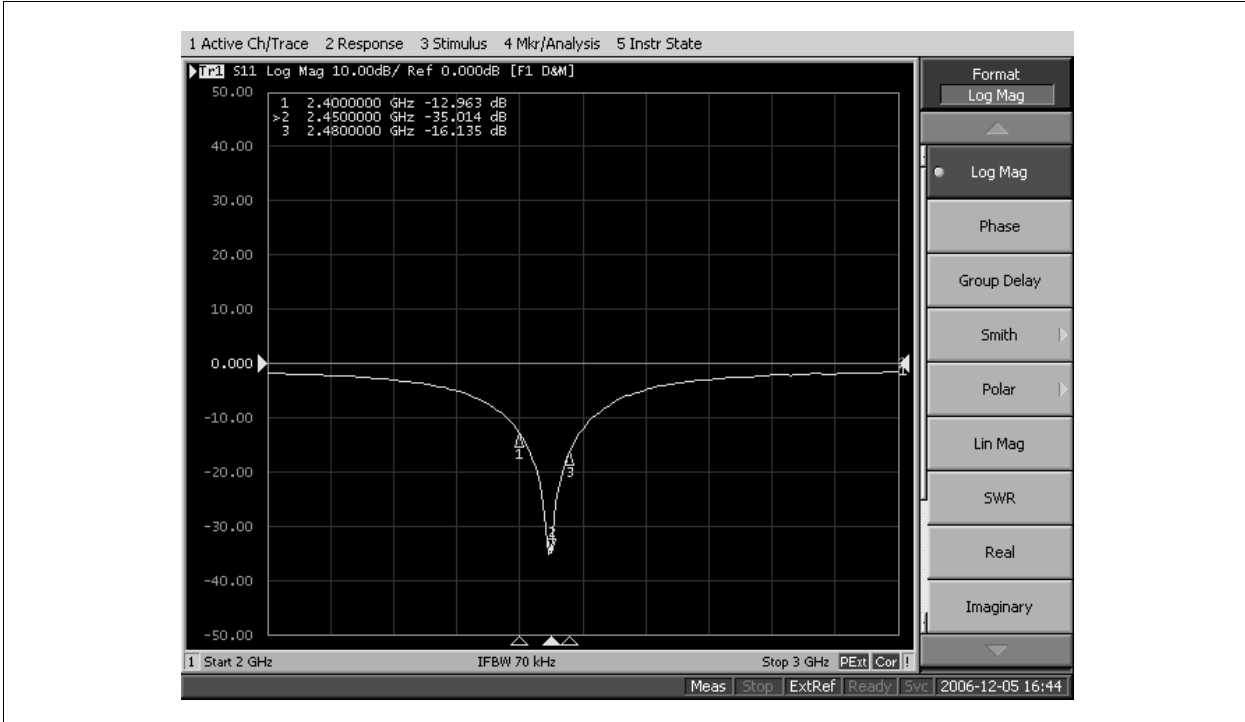 1 Active Ch/Trace 2 Response 3 Stimulus 4 Mkr/Analysis 5 Instr State
Tr1 S11 Log Mag 10.00dB/ Ref 0.000dB [F1 D&M]
1 2.4000000 GHz -12.963 dB
>2 2.4500000 GHz -35.014 dB
3 2.4800000 GHz -16.135 dB
50.00
40.00
30.00
20.00
10.00
0.000
-10.00
-20.00
-30.00
-40.00
-50.00
1
2
3
1
1 Start 2 GHz IFBW 70 kHz Stop 3 GHz PExt Cor !
Format
Log Mag
Log Mag
Phase
Group Delay
Smith
Polar
Lin Mag
SWR
Real
Imaginary
Meas Stop ExtRef Ready Svc 2006-12-05 16:44